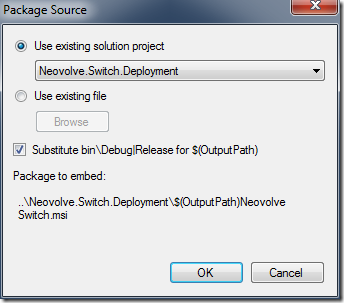 Package Source
Use existing solution project
Neovolve.Switch.Deployment
Use existing file
Browse
Substitute bin\Debug|Release for $(OutputPath)
Package to embed:
..\Neovolve.Switch.Deployment\$(OutputPath)Neovolve
Switch.msi
OK
Cancel